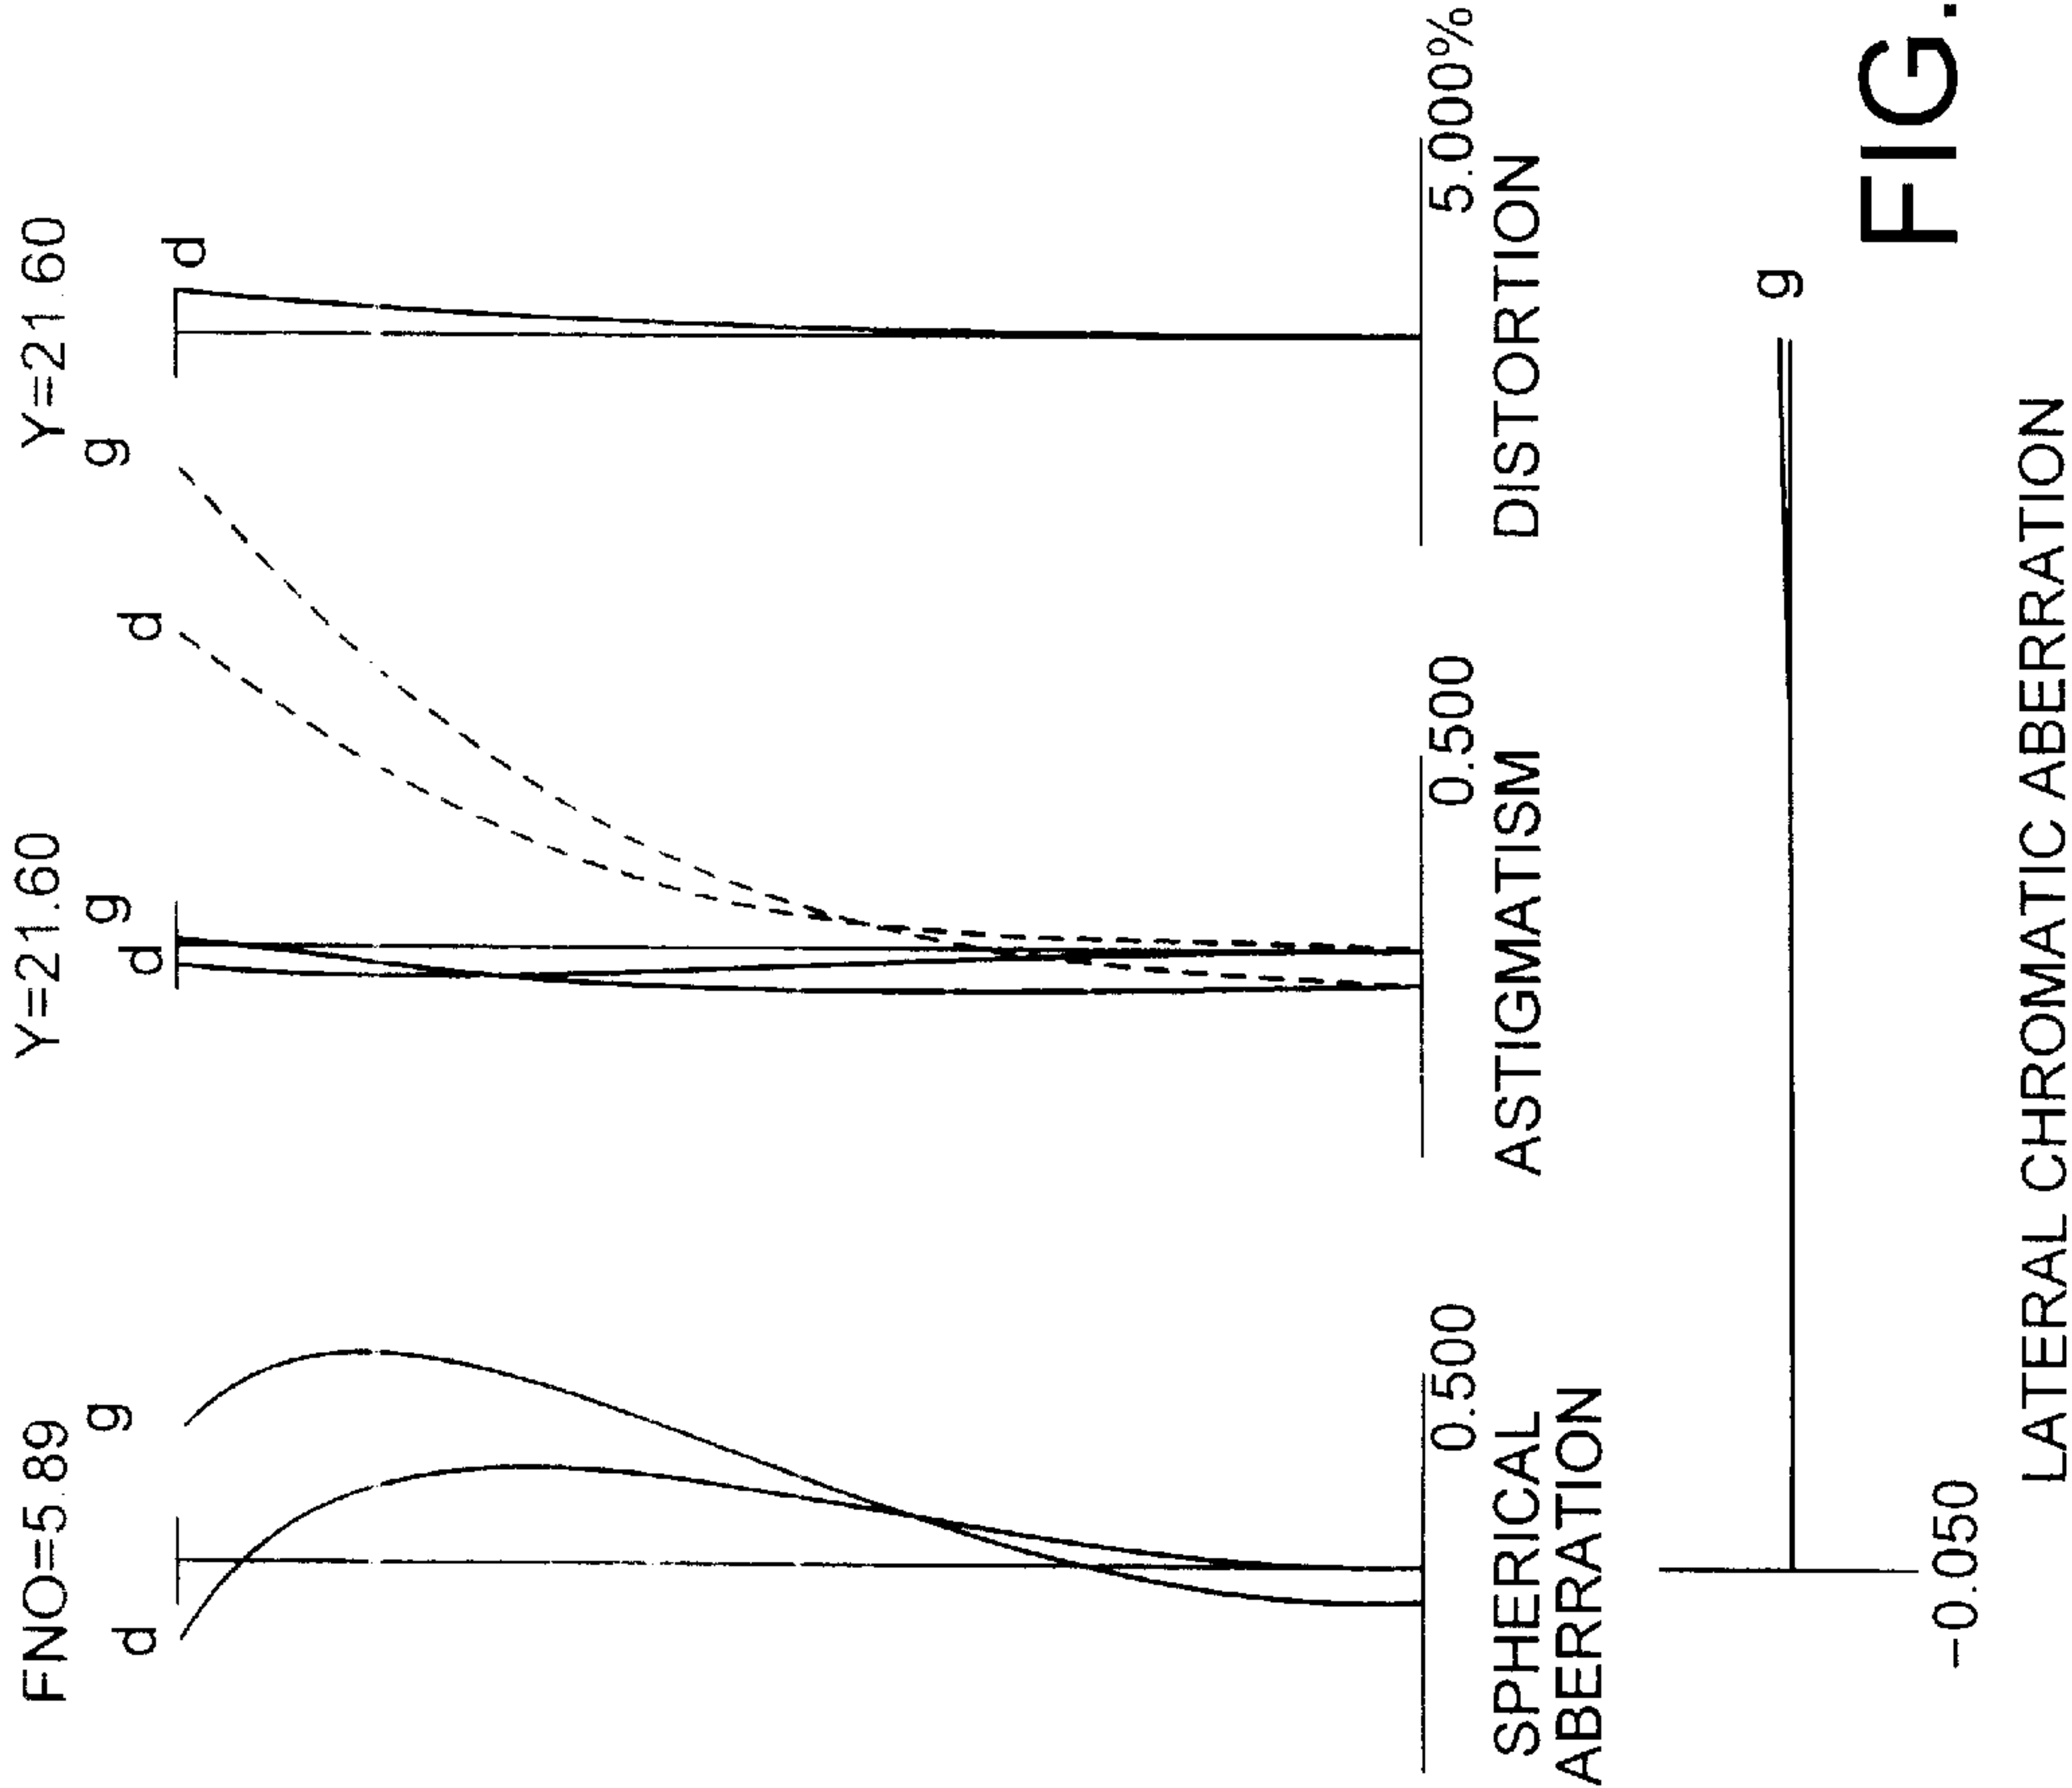 FNO=5.89
d
g
0.500
SPHERICAL
ABERRATION
Y=21.60
d
g
d
g
0.500
ASTIGMATISM
Y=21.60
d
5.000%
DISTORTION
g
-0.050
LATERAL CHROMATIC ABERRATION
FIG.